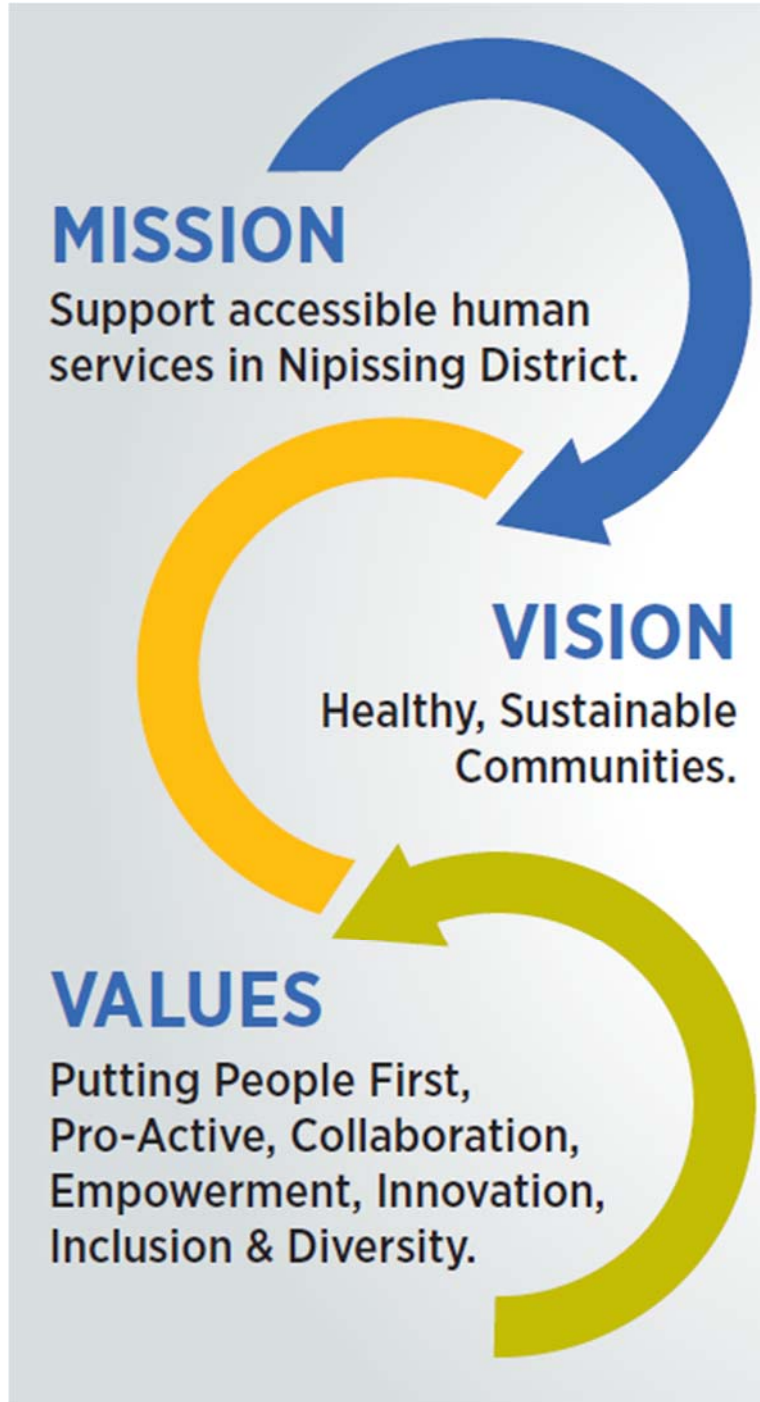 MISSION
Support accessible human
services in Nipissing District.
VISION
Healthy, Sustainable
Communities.
VALUES
Putting People First,
Pro-Active, Collaboration,
Empowerment, Innovation,
Inclusion & Diversity.